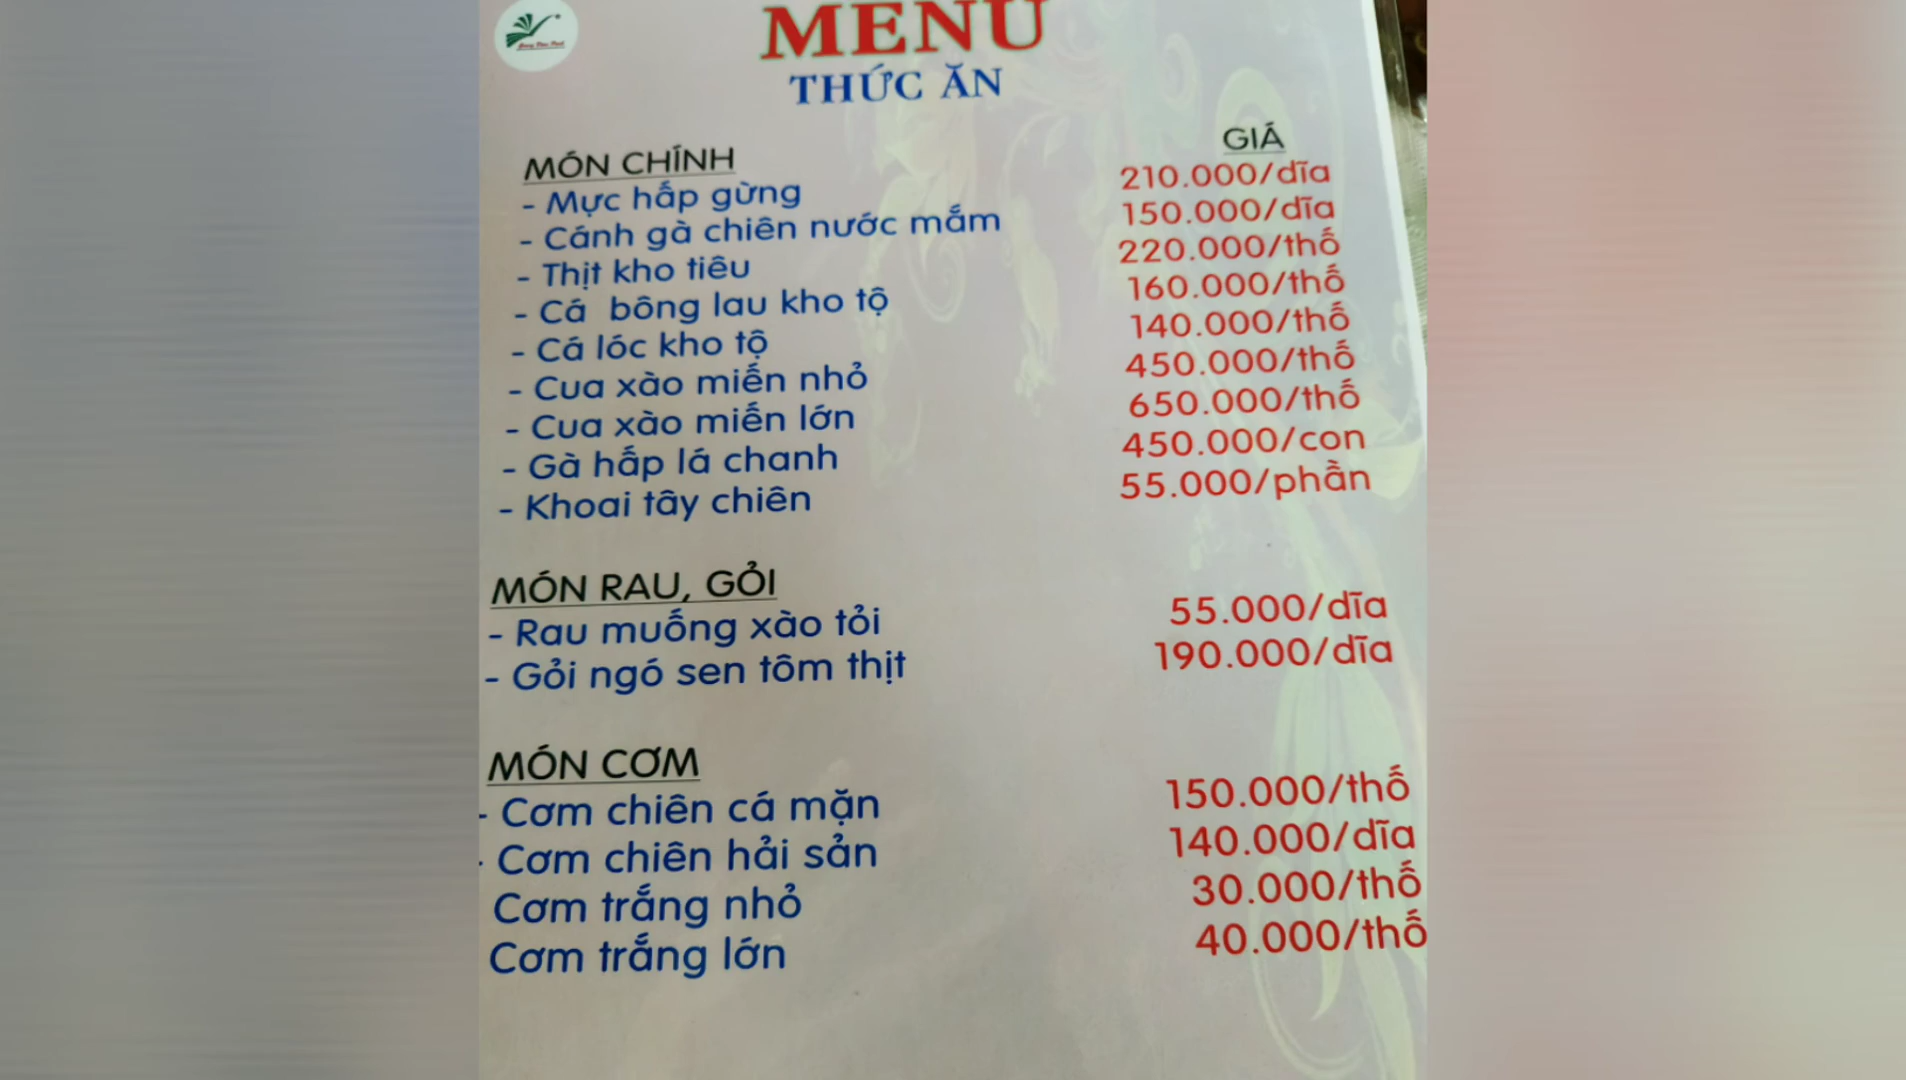 MENU
THỨC ĂN
MÓN CHÍNH GIÁ
- Mực hấp gừng 210.000/dĩa
- Cánh gà chiên nước mắm 150.000/dĩa
- Thịt kho tiêu 220.000/thố
- Cá bông lau kho tộ 160.000/thố
- Cá lóc kho tộ 140.000/thố
- Cua xào miến nhỏ 450.000/thố
- Cua xào miến lớn 650.000/thố
- Gà hấp lá chanh 450.000/con
- Khoai tây chiên 55.000/phần
MÓN RAU, GỎI
- Rau muống xào tỏi 55.000/dĩa
- Gỏi ngó sen tôm thịt 190.000/dĩa
MÓN CƠM
- Cơm chiên cá mặn 150.000/thố
- Cơm chiên hải sản 140.000/dĩa
Cơm trắng nhỏ 30.000/thố
Cơm trắng lớn 40.000/thố